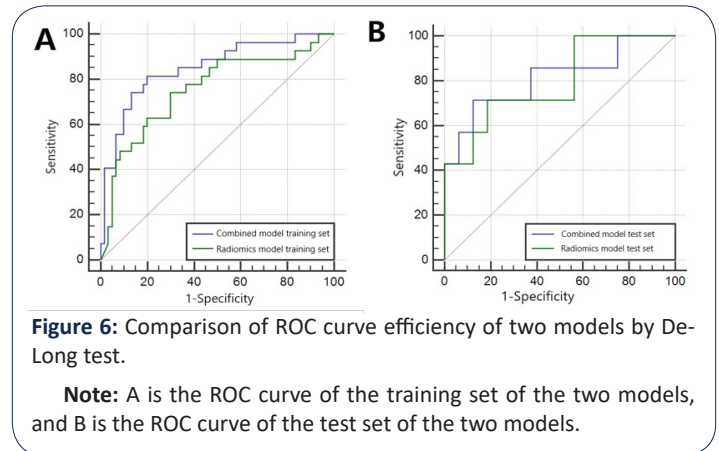 A
100
80
60
40
20
0
Sensitivity
Combined model training set
Radiomics model training set
0 20 40 60 80 100
1-Specificity
B
100
80
60
40
20
0
Sensitivity
Combined model test set
Radiomics model test set
0 20 40 60 80 100
1-Specificity
Figure 6: Comparison of ROC curve efficiency of two models by De-
Long test.
Note: A is the ROC curve of the training set of the two models,
and B is the ROC curve of the test set of the two models.